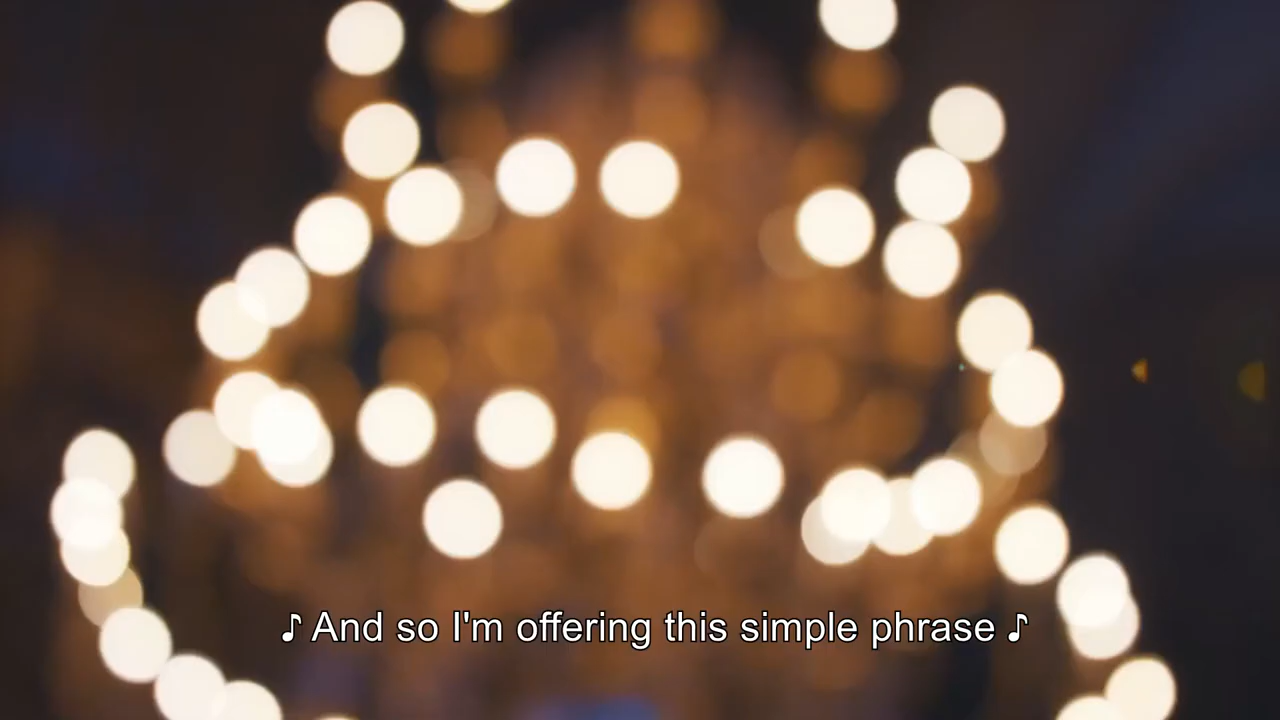 ♪ And so I'm offering this simple phrase ♪